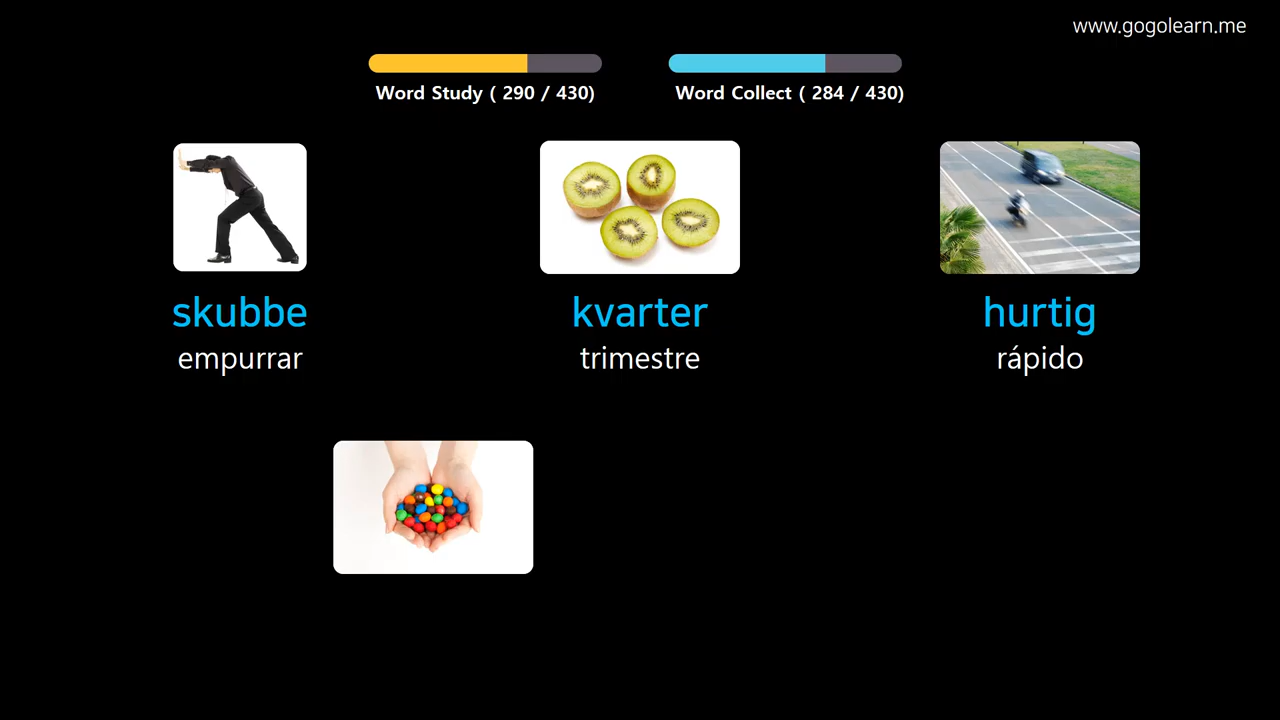 www.gogolearn.me
Word Study ( 290 / 430)
Word Collect ( 284 / 430)
skubbe
empurrar
kvarter
trimestre
hurtig
rápido